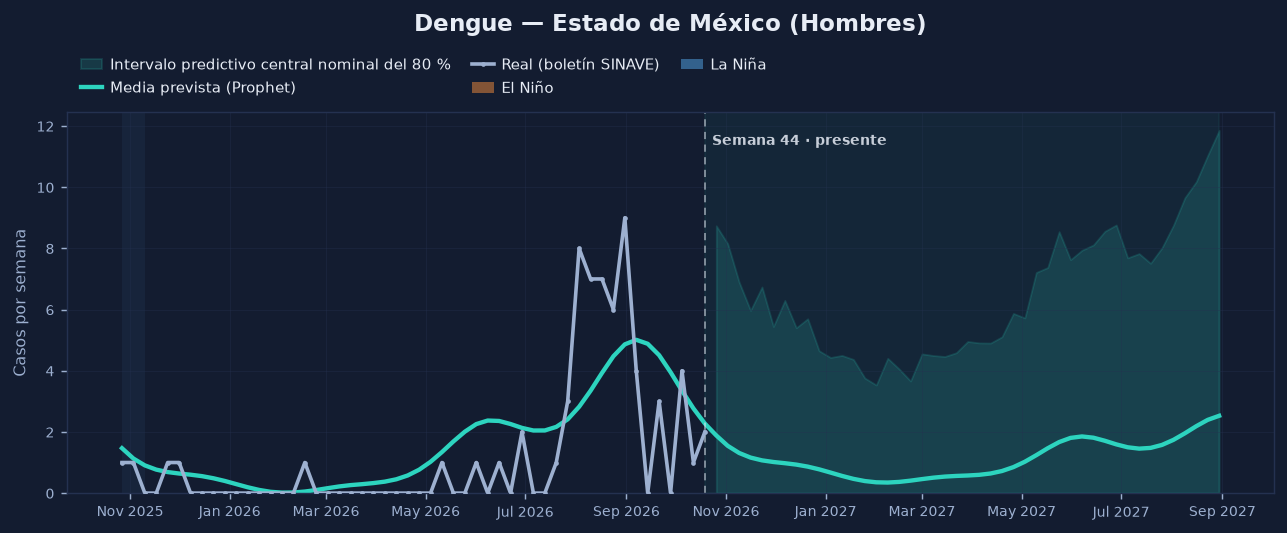 Dengue — Estado de México (Hombres)
Intervalo predictivo central nominal del 80 %
Real (boletín SINAVE)
La Niña
Media prevista (Prophet)
El Niño
Semana 44 · presente
Casos por semana
12
10
8
6
4
2
0
Nov 2025
Jan 2026
Mar 2026
May 2026
Jul 2026
Sep 2026
Nov 2026
Jan 2027
Mar 2027
May 2027
Jul 2027
Sep 2027